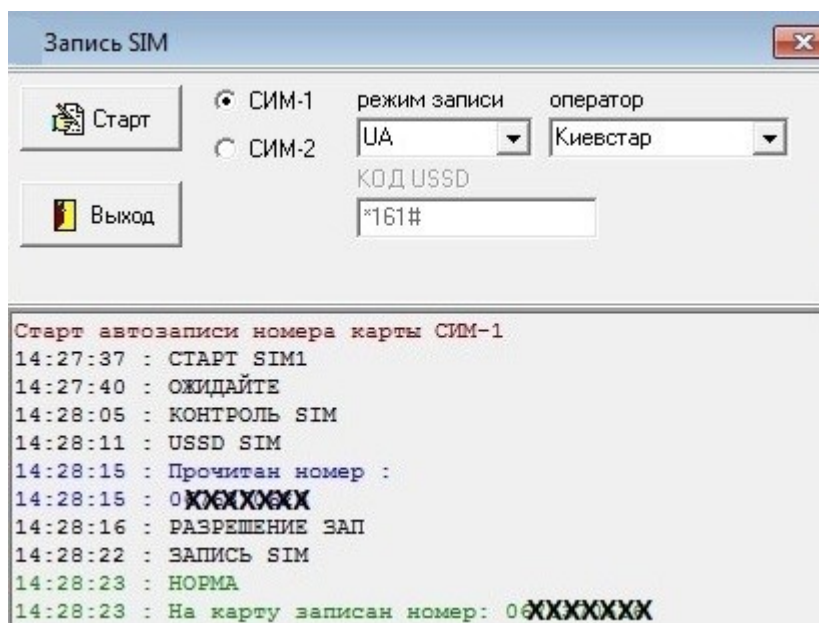 Запись SIM
Старт
СИМ-1
режим записи
оператор
UA
Киевстар
СИМ-2
КОД USSD
Выход
*161#
Старт автозаписи номера карты СИМ-1
14:27:37 : СТАРТ SIM1
14:27:40 : ОЖИДАЙТЕ
14:28:05 : КОНТРОЛЬ SIM
14:28:11 : USSD SIM
14:28:15 : Прочитан номер :
14:28:15 : 0XXXXXXX
14:28:16 : РАЗРЕШЕНИЕ ЗАП
14:28:22 : ЗАПИСЬ SIM
14:28:23 : НОРМА
14:28:23 : На карту записан номер: 06XXXXXXX